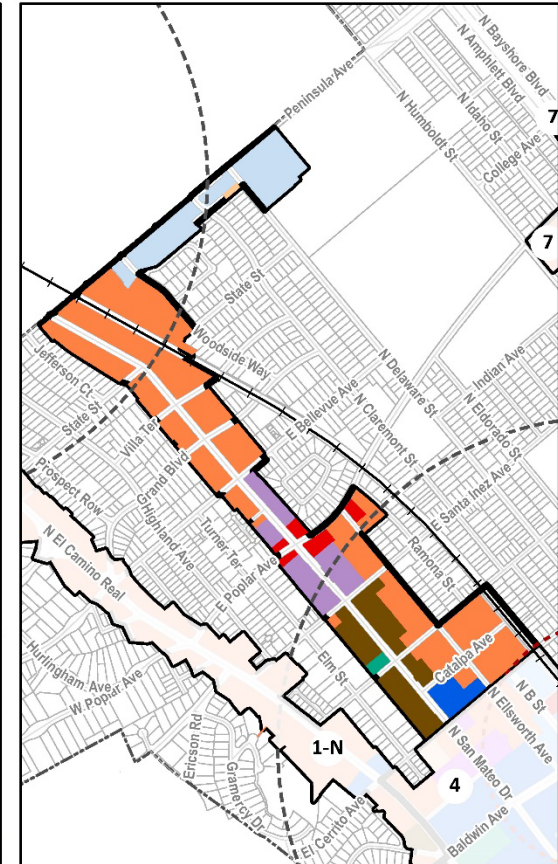 N Bayshore Blvd
N Amphlett Blvd
N Idaho St
College Ave
Peninsula Ave
N Humboldt St
7
7
State St
Woodside Way
Jefferson Ct
State St
Villa Ter
N Delaware St
Indian Ave
E Bellevue Ave
N Claremont St
N Eldorado St
Grand Blvd
Prospect Row
Highland Ave
E Santa Inez Ave
Turner Ter
Ramona St
N El Camino Real
E Poplar Ave
Elm St
Catalpa Ave
Hurlingham Ave
W Poplar Ave
N B St
N Ellsworth Ave
Ericson Rd
1-N
N San Mateo Dr
Gramercy Dr
4
El Cerrito Ave
Baldwin Ave